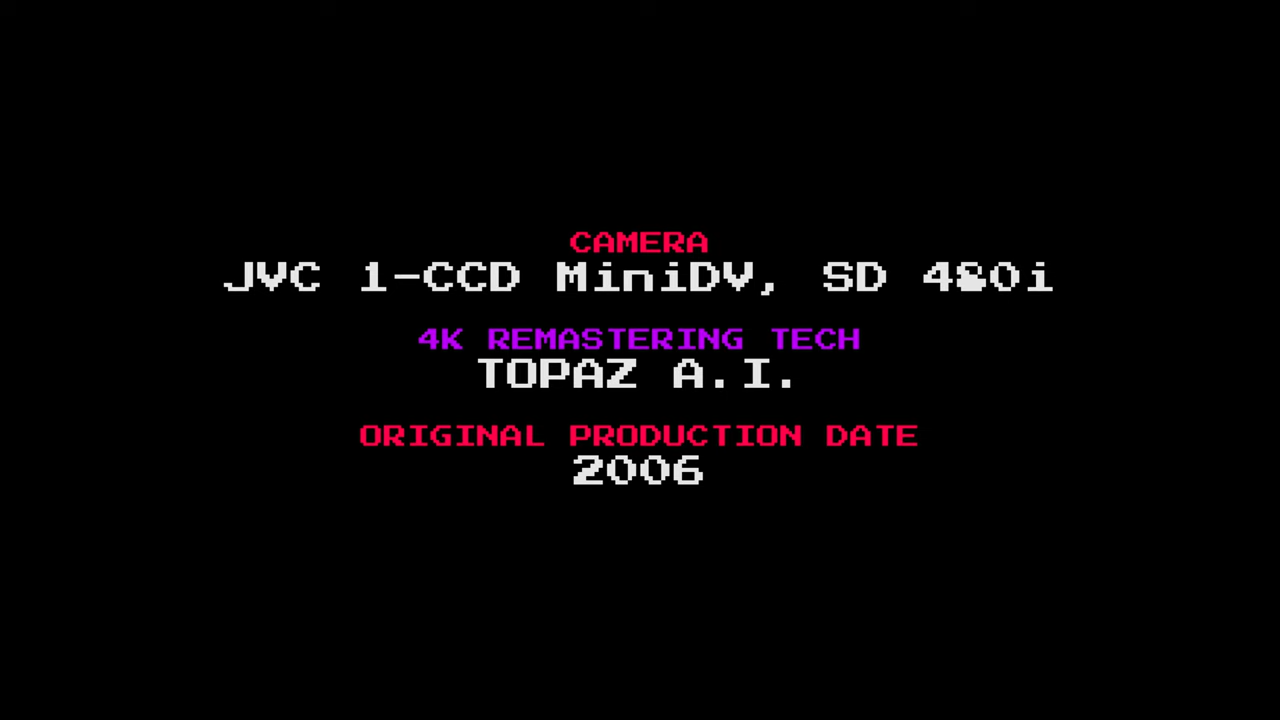 CAMERA
JVC 1-CCD MiniDV, SD 480i
4K REMASTERING TECH
TOPAZ A.I.
ORIGINAL PRODUCTION DATE
2006